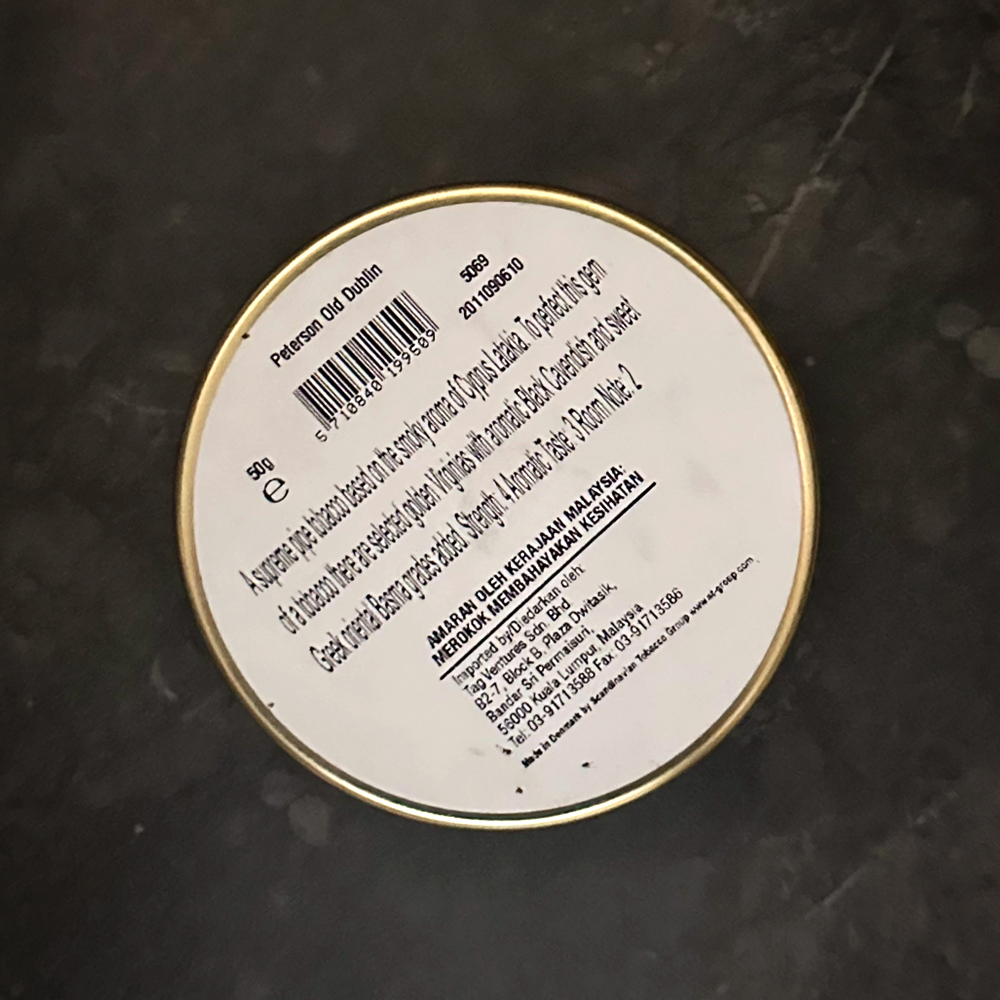 Peterson Old Dublin
5069
2011090610
5 710840 199509
50g
e
A supreme pipe tobacco based on the smoky aroma of Cyprus Latakia. To perfect this gem
of a tobacco there are selected golden Virginias with aromatic Black Cavendish and sweet
Greek oriental Basma grades added. Strength: 4 Aromatic Taste: 3 Room Note: 2
AMARAN OLEH KERAJAAN MALAYSIA:
MEROKOK MEMBAHAYAKAN KESIHATAN
Imported by/Diedarkan oleh:
Tag Ventures Sdn. Bhd.
B2-7, Block B, Plaza Dwitasik,
Bandar Sri Permaisuri,
56000 Kuala Lumpur, Malaysia
Tel: 03-91713588 Fax: 03-91713586
Made in Denmark by Scandinavian Tobacco Group www.st-group.com